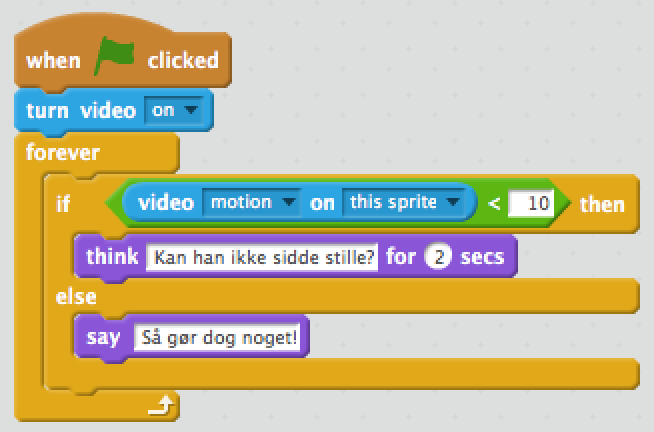 when clicked
turn video on
forever
if video motion on this sprite < 10 then
think Kan han ikke sidde stille? for 2 secs
else
say Så gør dog noget!